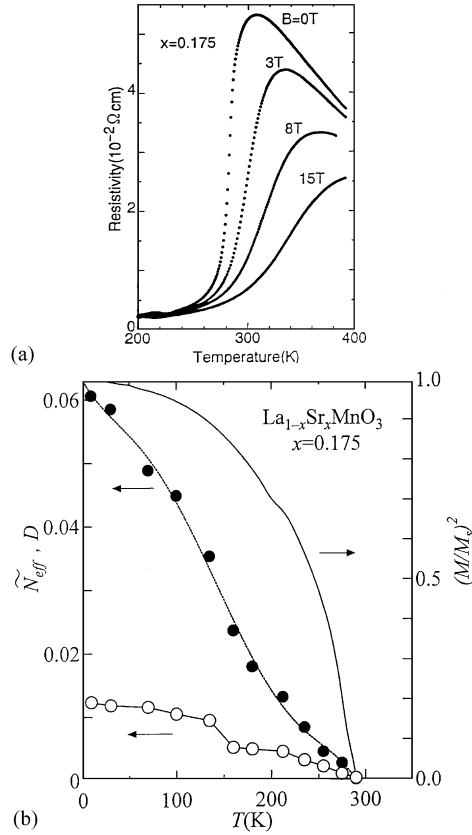 B=0T
x=0.175
3T
8T
15T
Resistivity(10⁻²Ωcm)
4
2
0
200
300
400
Temperature(K)
(a)
0.06
0.04
0.02
0
Ñeff , D
La1−xSrxMnO3
x=0.175
1.0
0.5
0.0
(M/Ms)²
0
100
200
300
T(K)
(b)